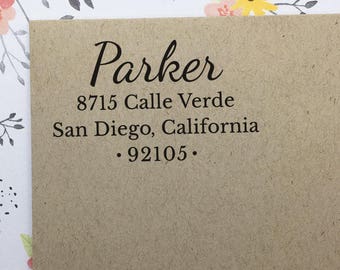 Parker
8715 Calle Verde
San Diego, California
• 92105 •